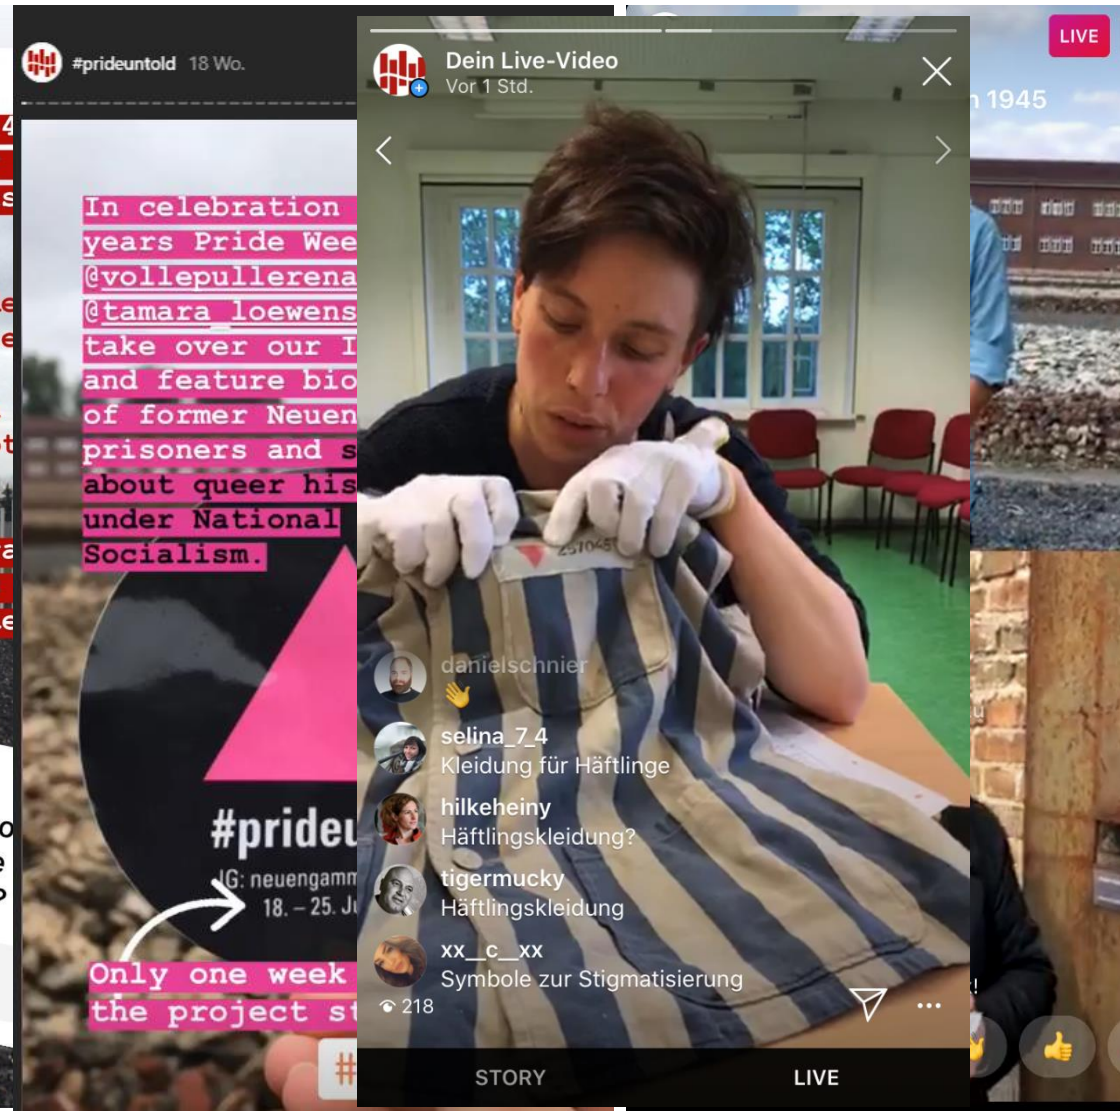 #prideuntold 18 Wo.
In celebration
years Pride Wee
@vollepullerena
@tamara_loewens
take over our I
and feature bio
of former Neuen
prisoners and s
about queer his
under National
Socialism.
#prideu
IG: neuengamm
18. – 25. Ju
Only one week
the project st
#
Dein Live-Video
Vor 1 Std.
danielschnier
👋
selina_7_4
Kleidung für Häftlinge
hilkeheiny
Häftlingskleidung?
tigermucky
Häftlingskleidung
xx__c__xx
Symbole zur Stigmatisierung
218
STORY LIVE
LIVE
n 1945